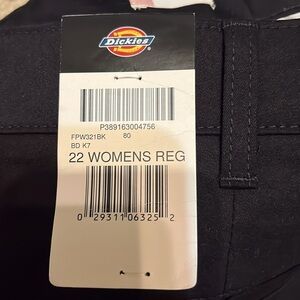 Dickies
P389163004756
FPW321BK 80
BD K7
22 WOMENS REG
0 29311 06325 2